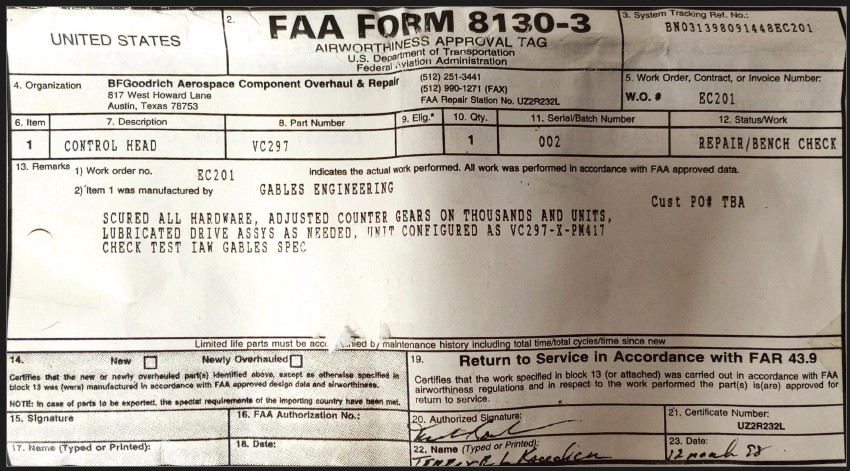 UNITED STATES
2.
FAA FORM 8130-3
AIRWORTHINESS APPROVAL TAG
U.S. Department of Transportation
Federal Aviation Administration
3. System Tracking Ref. No.:
BN031398091448EC201
4. Organization
BFGoodrich Aerospace Component Overhaul & Repair
817 West Howard Lane
Austin, Texas 78753
(512) 251-3441
(512) 990-1271 (FAX)
FAA Repair Station No. UZ2R232L
5. Work Order, Contract, or Invoice Number:
W.O. # EC201
6. Item 7. Description 8. Part Number 9. Elig.* 10. Qty. 11. Serial/Batch Number 12. Status/Work
1 CONTROL HEAD VC297 1 002 REPAIR/BENCH CHECK
13. Remarks 1) Work order no. EC201 indicates the actual work performed. All work was performed in accordance with FAA approved data.
2) Item 1 was manufactured by GABLES ENGINEERING
Cust PO# TBA
SCURED ALL HARDWARE, ADJUSTED COUNTER GEARS ON THOUSANDS AND UNITS,
LUBRICATED DRIVE ASSYS AS NEEDED, UNIT CONFIGURED AS VC297-X-PM417
CHECK TEST IAW GABLES SPEC
Limited life parts must be by maintenance history including total time/total cycles/time since new
14. New Newly Overhauled
Certifies that the new or newly overhauled part(s) identified above, except as otherwise specified in
block 13 was (were) manufactured in accordance with FAA approved design data and airworthiness.
NOTE: In case of parts to be exported, the special requirements of the importing country have been met.
15. Signature:
16. FAA Authorization No.:
17. Name (Typed or Printed):
18. Date:
19. Return to Service in Accordance with FAR 43.9
Certifies that the work specified in block 13 (or attached) was carried out in accordance with FAA
airworthiness regulations and in respect to the work performed the part(s) is(are) approved for
return to service.
20. Authorized Signature:
21. Certificate Number:
UZ2R232L
22. Name (Typed or Printed):
23. Date:
12 march 98